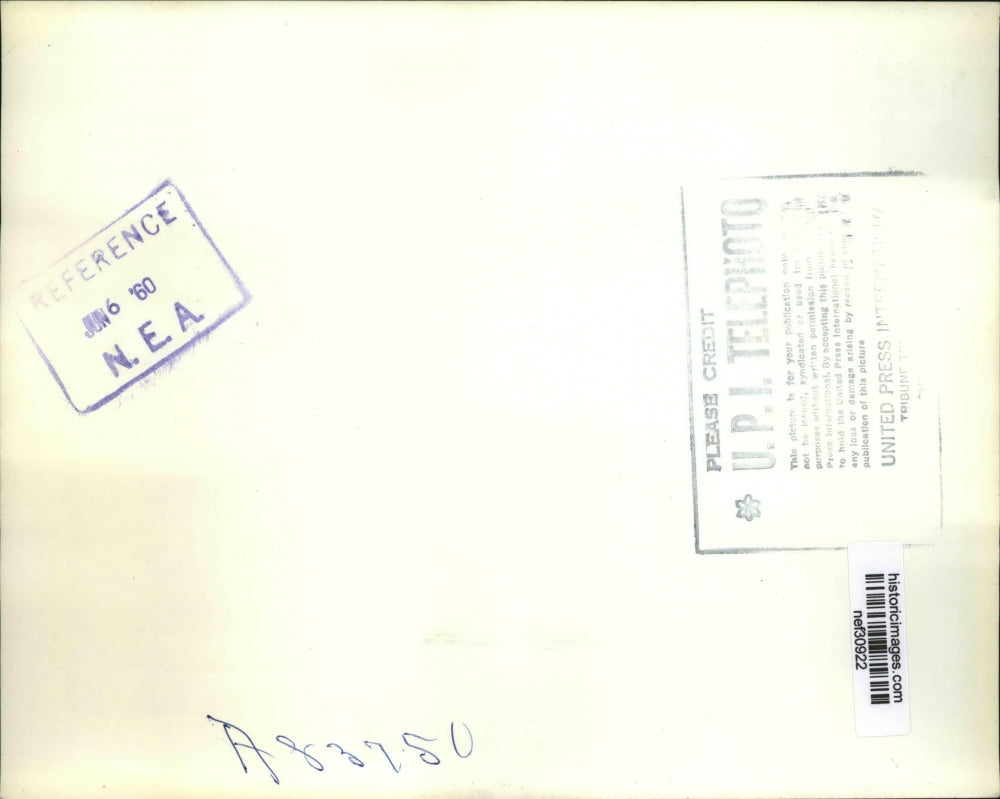 REFERENCE
JUN 6 '60
N.E.A.
PLEASE CREDIT
U.P.I. TELEPHOTO
This picture is for your publication only
not be loaned, syndicated or used for
purposes without written permission from
Press International. By accepting this picture
to hold the United Press International
any loss or damage arising by reason
publication of this picture
UNITED PRESS INTERNATIONAL
TRIBUNE
historicimages.com
nef30922
A83750